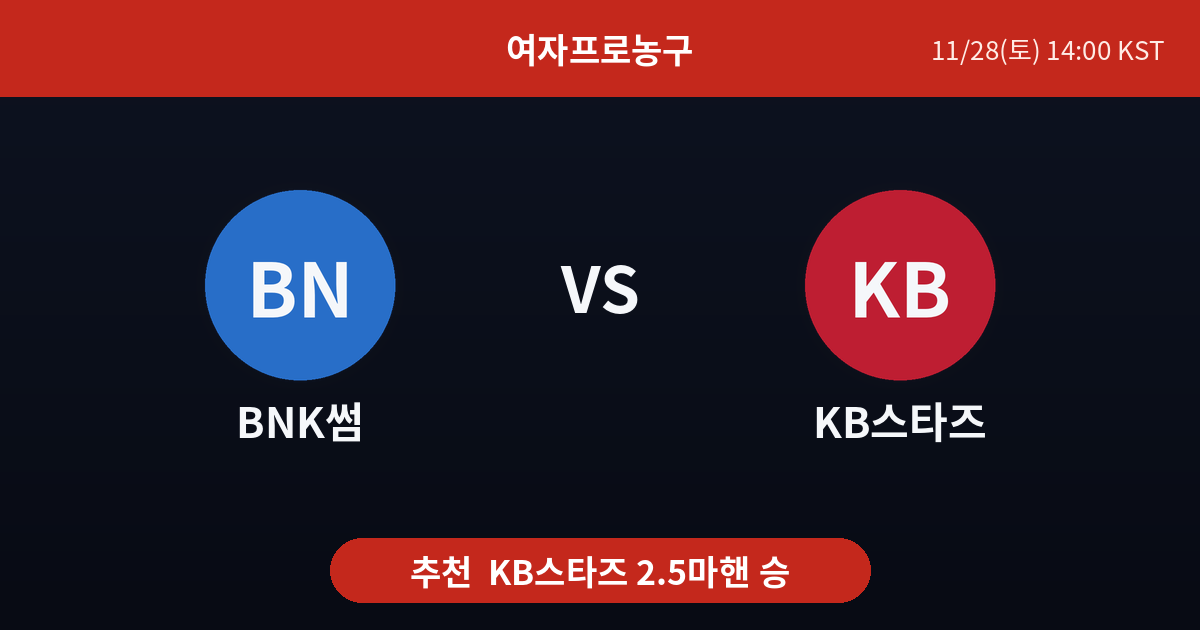 여자프로농구
11/28(토) 14:00 KST
BN
VS
KB
BNK썸
KB스타즈
추천 KB스타즈 2.5마핸 승